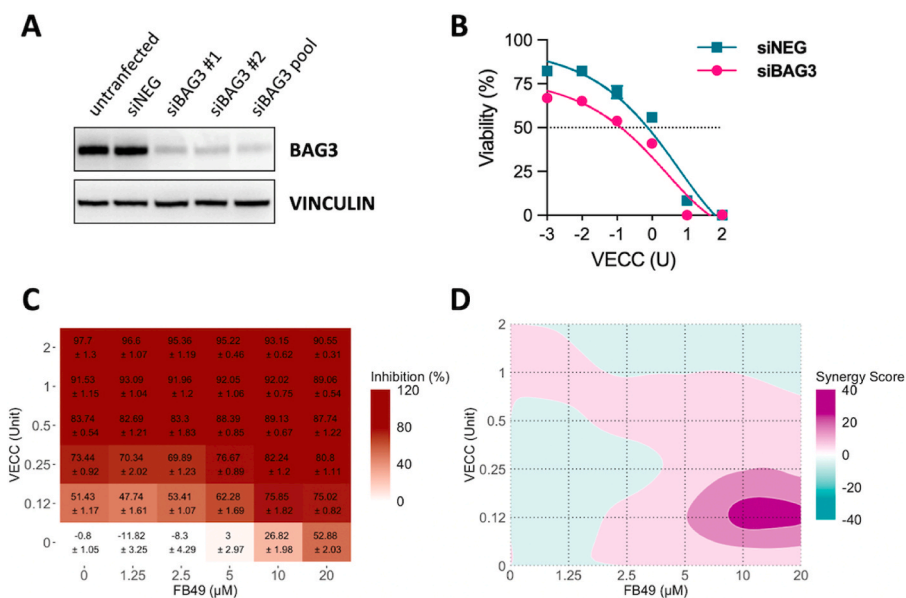 A
untransfected
siNEG
siBAG3 #1
siBAG3 #2
siBAG3 pool
BAG3
VINCULIN
B
siNEG
siBAG3
100
75
50
25
0
Viability (%)
-3 -2 -1 0 1 2
VECC (U)
C
97.7 96.6 95.36 95.22 93.15 90.55
± 1.3 ± 1.07 ± 1.19 ± 0.46 ± 0.62 ± 0.31
91.53 93.09 91.96 92.05 92.02 89.06
± 1.15 ± 1.04 ± 1.2 ± 1.06 ± 0.75 ± 0.54
83.74 82.69 83.3 88.39 89.13 87.74
± 0.54 ± 1.21 ± 1.83 ± 0.85 ± 0.67 ± 1.22
73.44 70.34 69.89 76.67 82.24 80.8
± 0.92 ± 2.02 ± 1.23 ± 0.89 ± 1.2 ± 1.11
51.43 47.74 53.41 62.28 75.85 75.02
± 1.17 ± 1.61 ± 1.07 ± 1.69 ± 1.82 ± 0.82
-0.8 -11.82 -8.3 3 26.82 52.88
± 1.05 ± 3.25 ± 4.29 ± 2.97 ± 1.98 ± 2.03
2
1
0.5
0.25
0.12
0
VECC (Unit)
0 1.25 2.5 5 10 20
FB49 (µM)
Inhibition (%)
120
80
40
0
D
2
1
0.5
0.25
0.12
0
VECC (Unit)
0 1.25 2.5 5 10 20
FB49 (µM)
Synergy Score
40
20
0
-20
-40